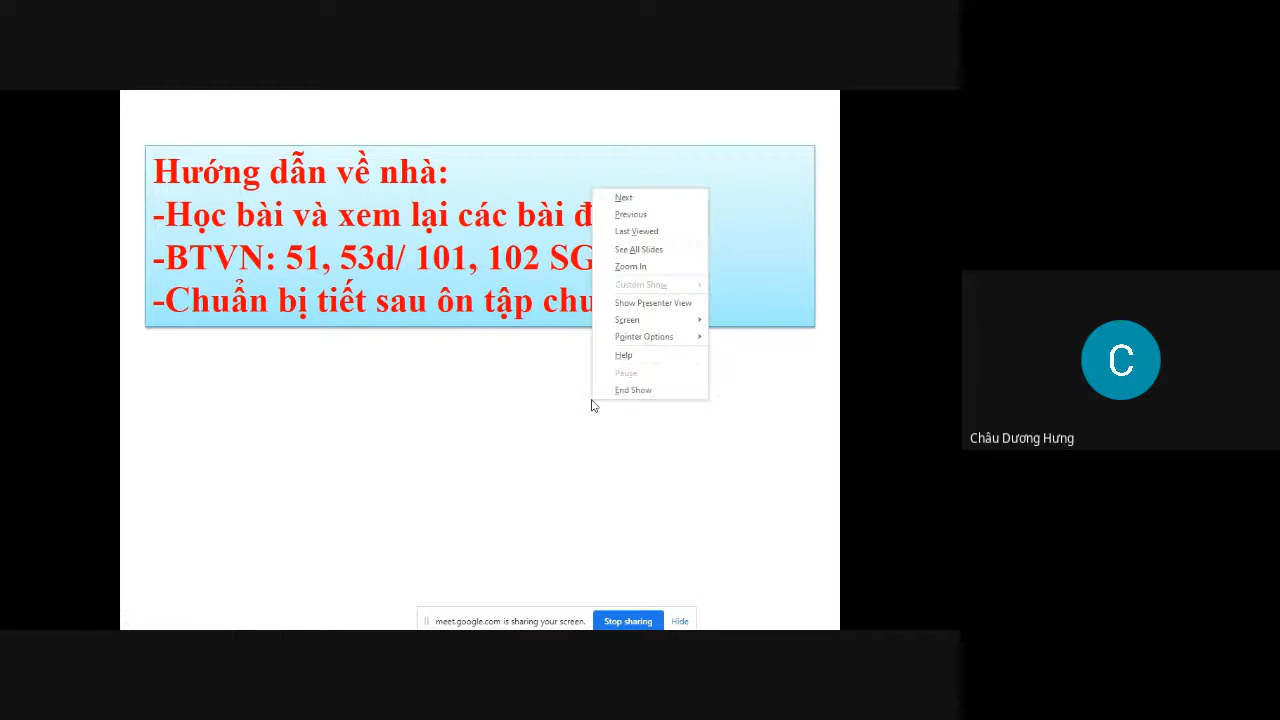 Hướng dẫn về nhà:
-Học bài và xem lại các bài
-BTVN: 51, 53d/ 101, 102
-Chuẩn bị tiết sau ôn tập
Next
Previous
Last Viewed
See All Slides
Zoom In
Custom Show
Show Presenter View
Screen
Pointer Options
Help
Pause
End Show
C
Châu Dương Hưng
meet.google.com is sharing your screen.
Stop sharing
Hide